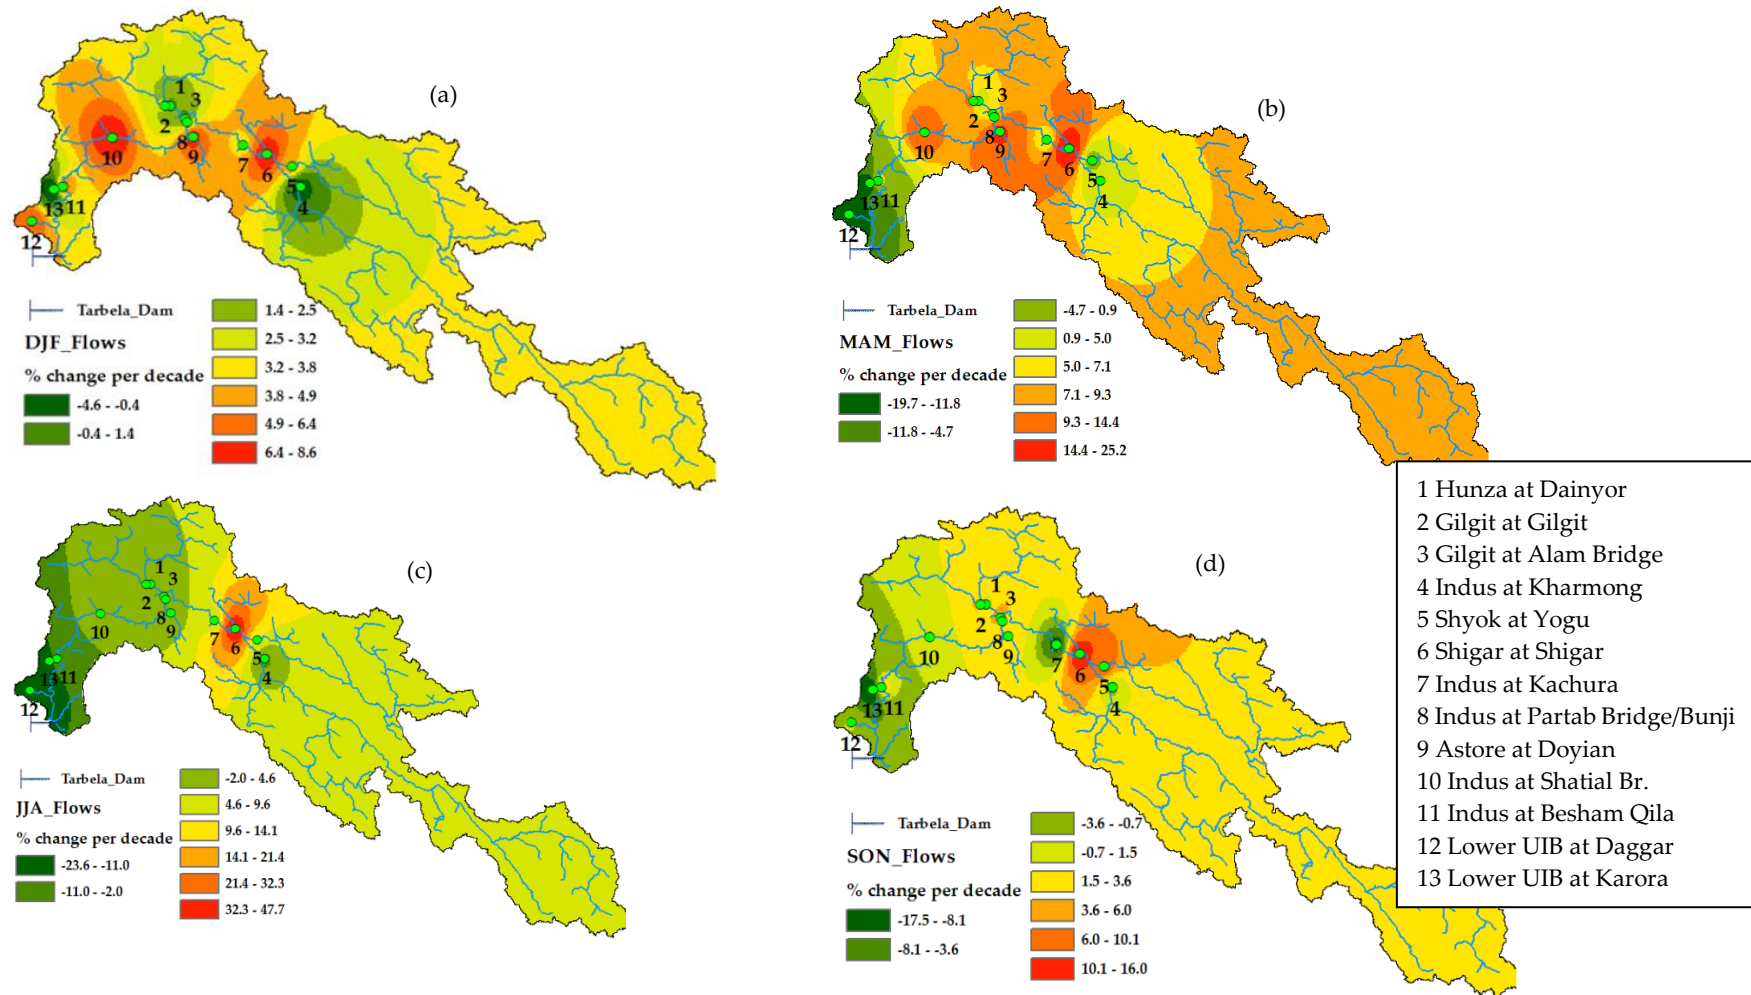 (a)
1
3
2
8
9
10
7
6
5
4
13 11
12
Tarbela_Dam
DJF_Flows
% change per decade
-4.6 - -0.4
-0.4 - 1.4
1.4 - 2.5
2.5 - 3.2
3.2 - 3.8
3.8 - 4.9
4.9 - 6.4
6.4 - 8.6
(b)
1
3
2
8
9
10
7
6
5
4
13 11
12
Tarbela_Dam
MAM_Flows
% change per decade
-19.7 - -11.8
-11.8 - -4.7
-4.7 - 0.9
0.9 - 5.0
5.0 - 7.1
7.1 - 9.3
9.3 - 14.4
14.4 - 25.2
(c)
1
3
2
8
9
10
7
6
5
4
13 11
12
Tarbela_Dam
JJA_Flows
% change per decade
-23.6 - -11.0
-11.0 - -2.0
-2.0 - 4.6
4.6 - 9.6
9.6 - 14.1
14.1 - 21.4
21.4 - 32.3
32.3 - 47.7
(d)
1
3
2
8
9
10
7
6
5
4
13 11
12
Tarbela_Dam
SON_Flows
% change per decade
-17.5 - -8.1
-8.1 - -3.6
-3.6 - -0.7
-0.7 - 1.5
1.5 - 3.6
3.6 - 6.0
6.0 - 10.1
10.1 - 16.0
1 Hunza at Dainyor
2 Gilgit at Gilgit
3 Gilgit at Alam Bridge
4 Indus at Kharmong
5 Shyok at Yogu
6 Shigar at Shigar
7 Indus at Kachura
8 Indus at Partab Bridge/Bunji
9 Astore at Doyian
10 Indus at Shatial Br.
11 Indus at Besham Qila
12 Lower UIB at Daggar
13 Lower UIB at Karora